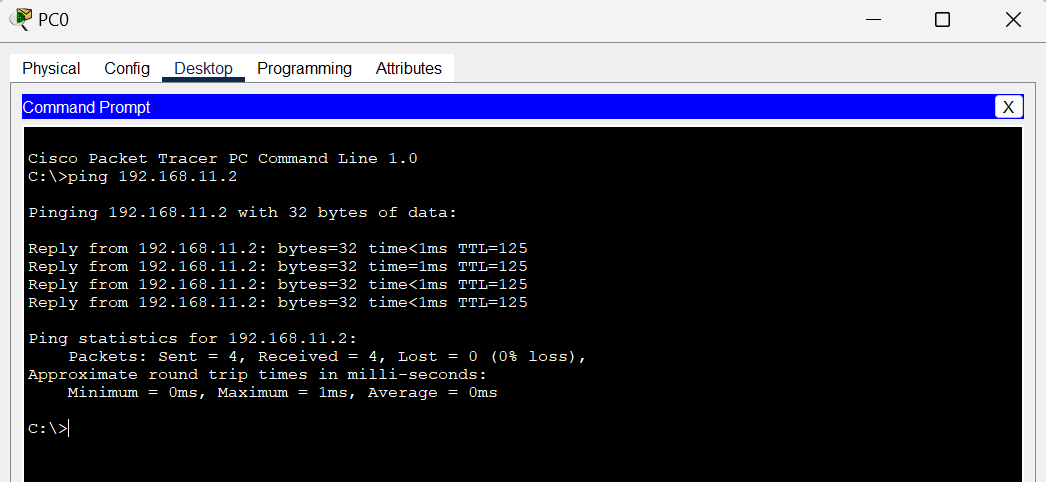 PC0
Physical Config Desktop Programming Attributes
Command Prompt X
Cisco Packet Tracer PC Command Line 1.0
C:\>ping 192.168.11.2
Pinging 192.168.11.2 with 32 bytes of data:
Reply from 192.168.11.2: bytes=32 time<1ms TTL=125
Reply from 192.168.11.2: bytes=32 time=1ms TTL=125
Reply from 192.168.11.2: bytes=32 time<1ms TTL=125
Reply from 192.168.11.2: bytes=32 time<1ms TTL=125
Ping statistics for 192.168.11.2:
    Packets: Sent = 4, Received = 4, Lost = 0 (0% loss),
Approximate round trip times in milli-seconds:
    Minimum = 0ms, Maximum = 1ms, Average = 0ms
C:\>